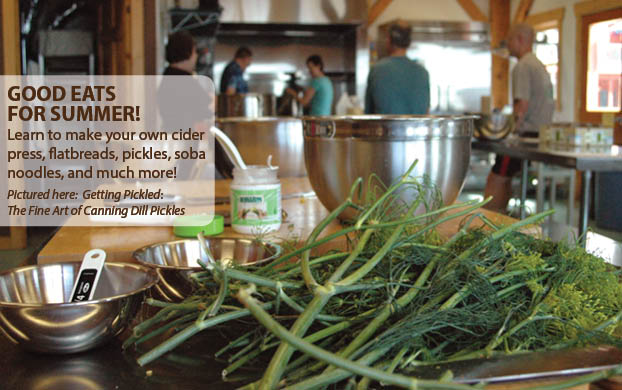 GOOD EATS
FOR SUMMER!
Learn to make your own cider
press, flatbreads, pickles, soba
noodles, and much more!
Pictured here: Getting Pickled:
The Fine Art of Canning Dill Pickles